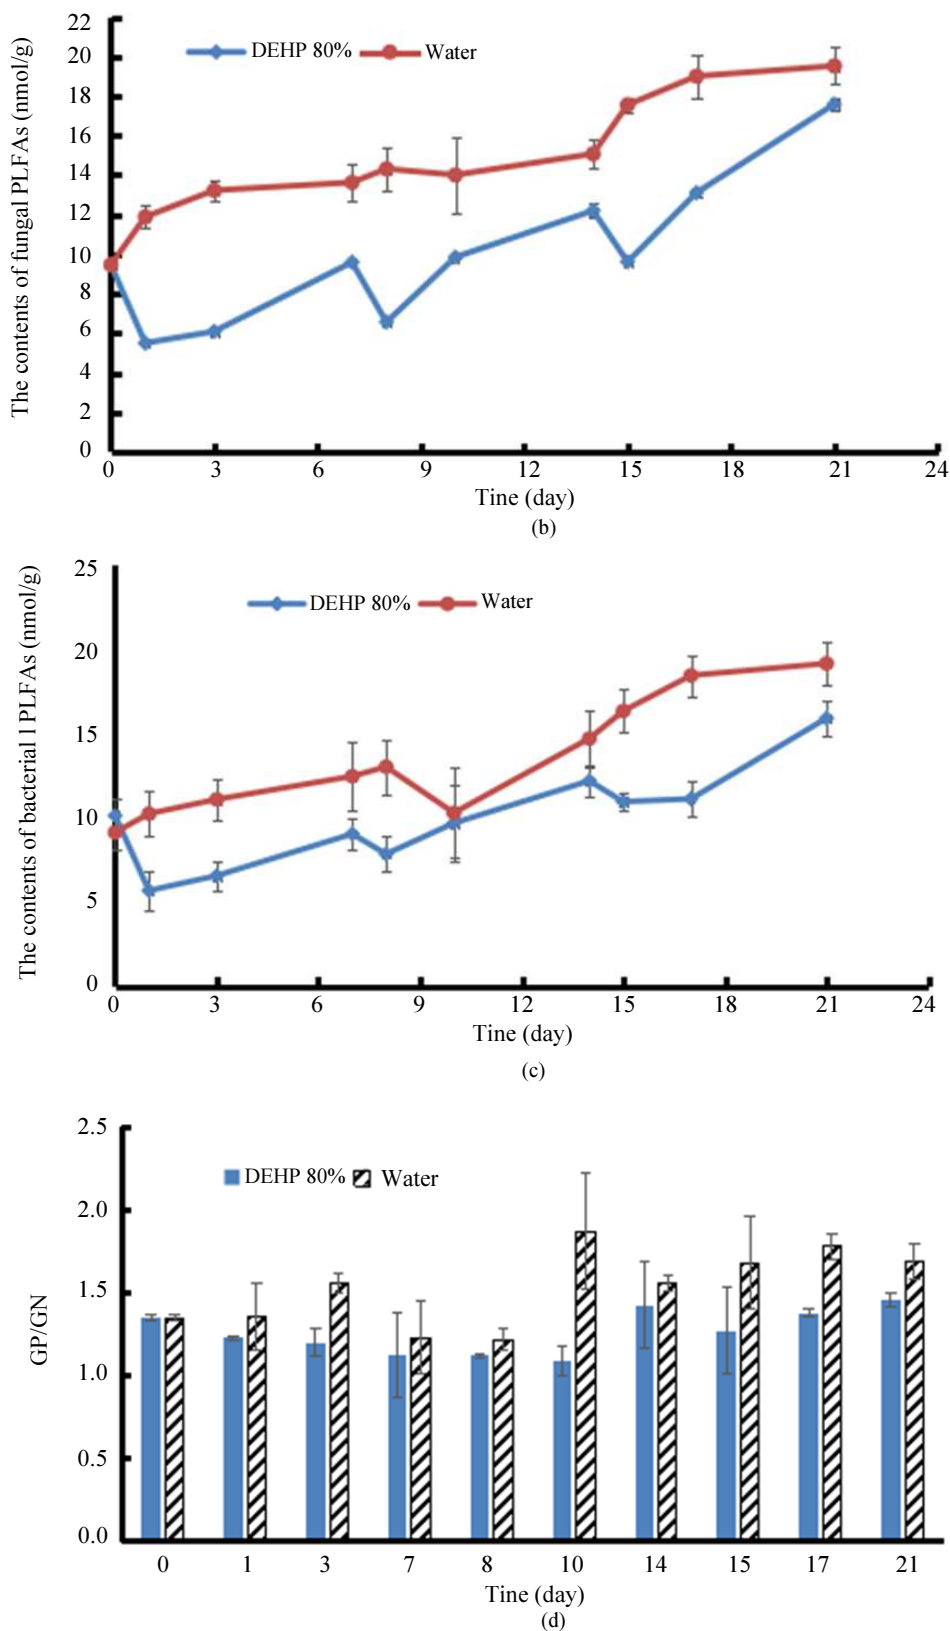 The contents of fungal PLFAs (nmol/g)
22
20
18
16
14
12
10
8
6
4
2
0
DEHP 80% Water
0 3 6 9 12 15 18 21 24
Tine (day)
(b)
The contents of bacterial l PLFAs (nmol/g)
25
20
15
10
5
0
DEHP 80% Water
0 3 6 9 12 15 18 21 24
Tine (day)
(c)
GP/GN
2.5
2.0
1.5
1.0
0.5
0.0
DEHP 80% Water
0 1 3 7 8 10 14 15 17 21
Tine (day)
(d)